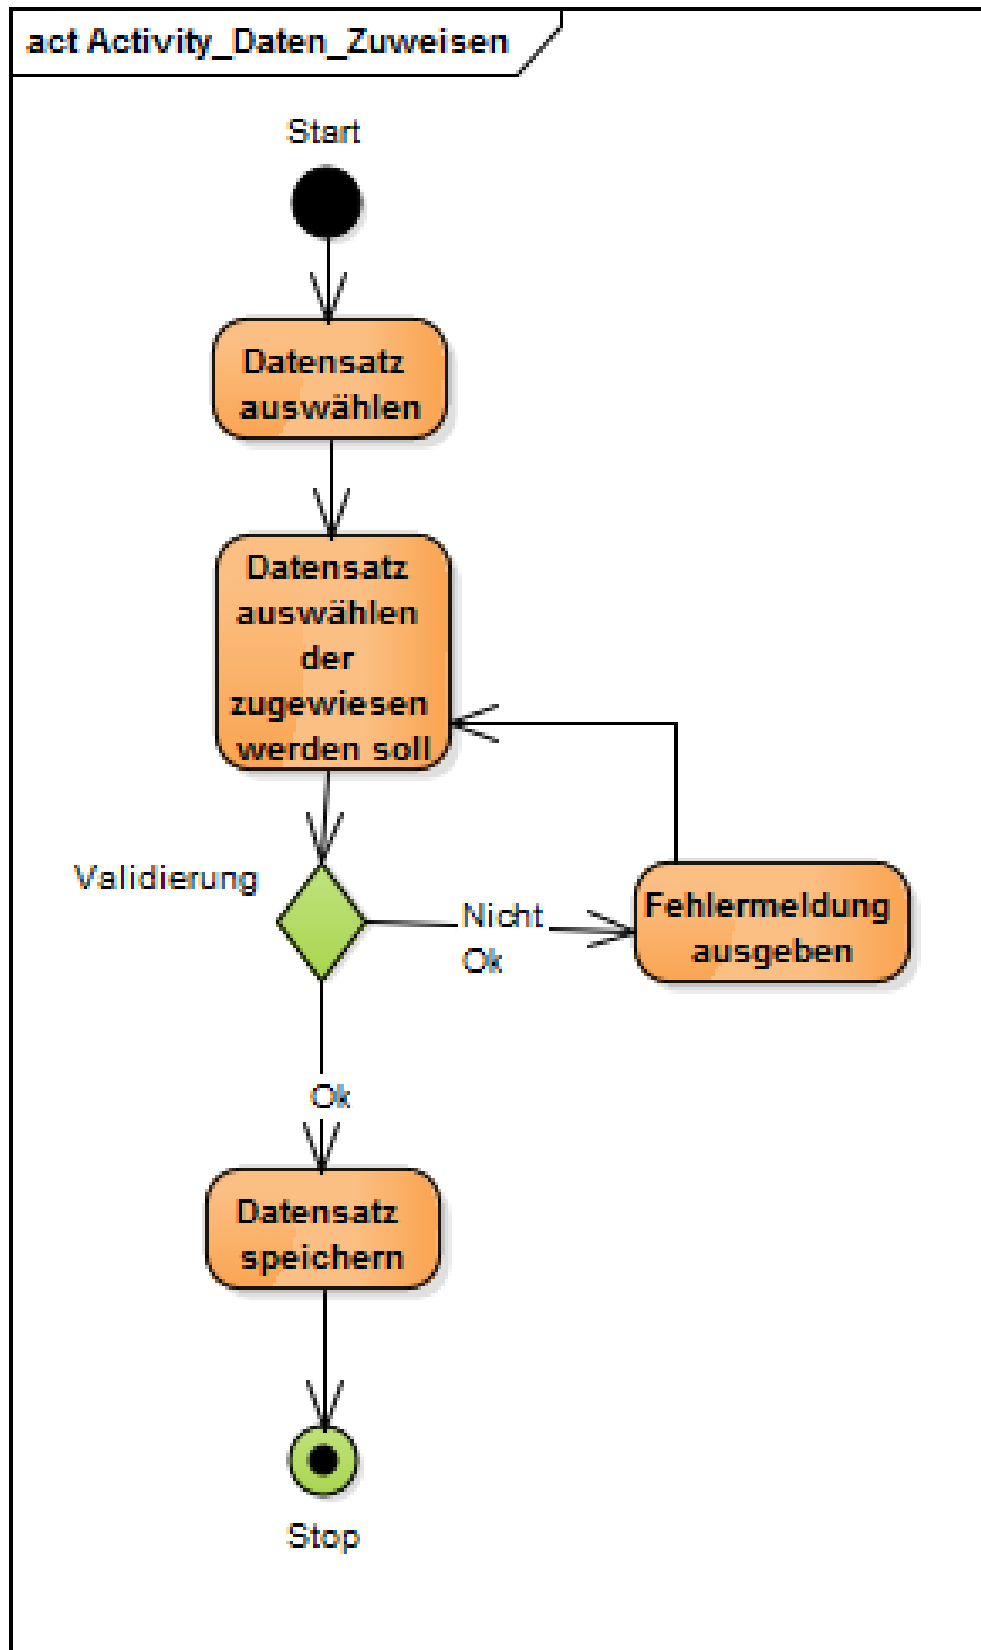 act Activity_Daten_Zuweisen
Start
Datensatz
auswählen
Datensatz
auswählen
der
zugewiesen
werden soll
Validierung
Nicht
Ok
Fehlermeldung
ausgeben
Ok
Datensatz
speichern
Stop